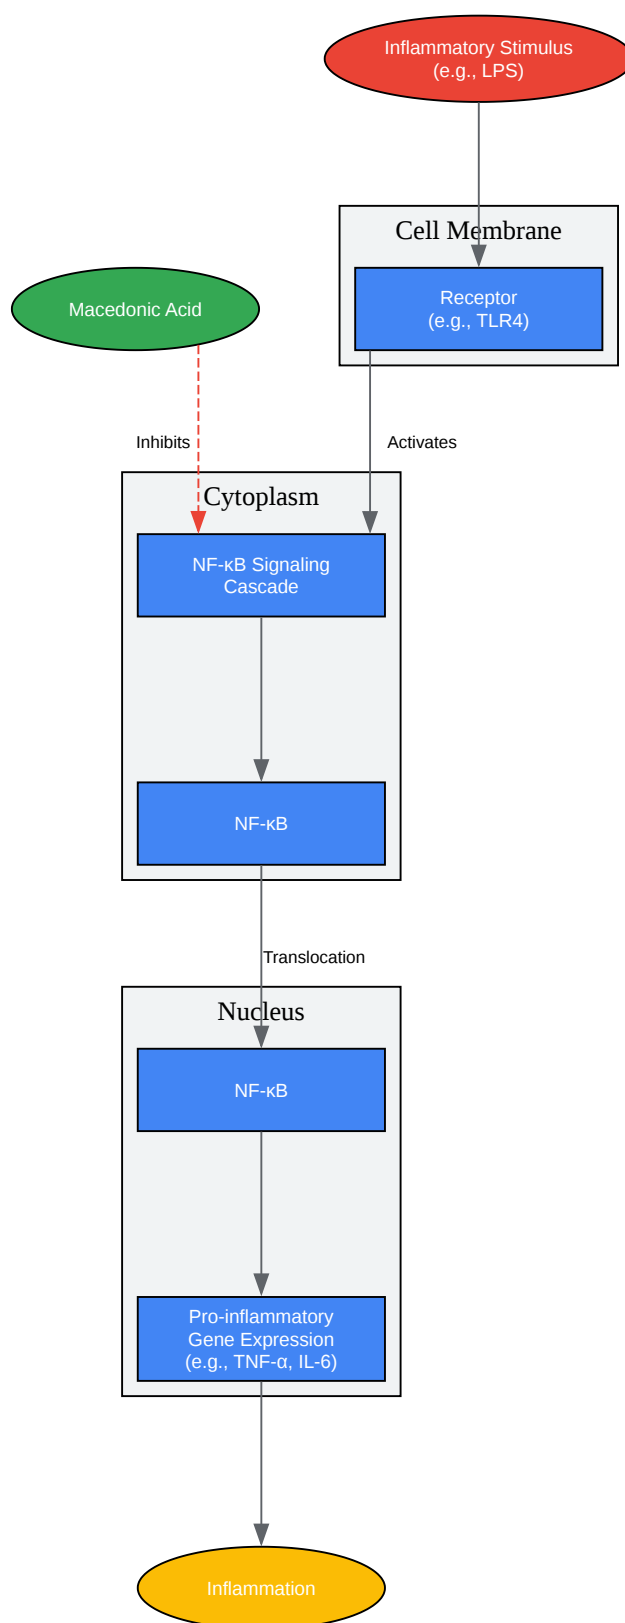 Inflammatory Stimulus
(e.g., LPS)
Cell Membrane
Receptor
(e.g., TLR4)
Macedonic Acid
Inhibits
Activates
Cytoplasm
NF-κB Signaling
Cascade
NF-κB
Translocation
Nucleus
NF-κB
Pro-inflammatory
Gene Expression
(e.g., TNF-α, IL-6)
Inflammation